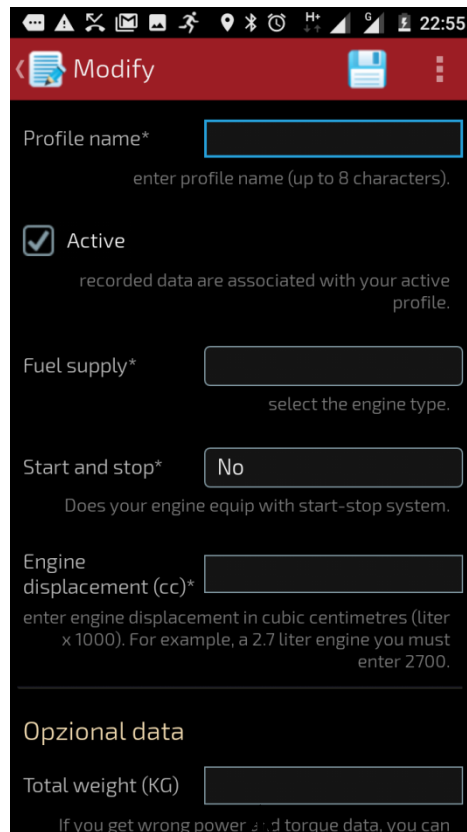 H+ G 22:55
Modify
Profile name*
enter profile name (up to 8 characters).
Active
recorded data are associated with your active
profile.
Fuel supply*
select the engine type.
Start and stop* No
Does your engine equip with start-stop system.
Engine
displacement (cc)*
enter engine displacement in cubic centimetres (liter
x 1000). For example, a 2.7 liter engine you must
enter 2700.
Opzional data
Total weight (KG)
If you get wrong power and torque data, you can